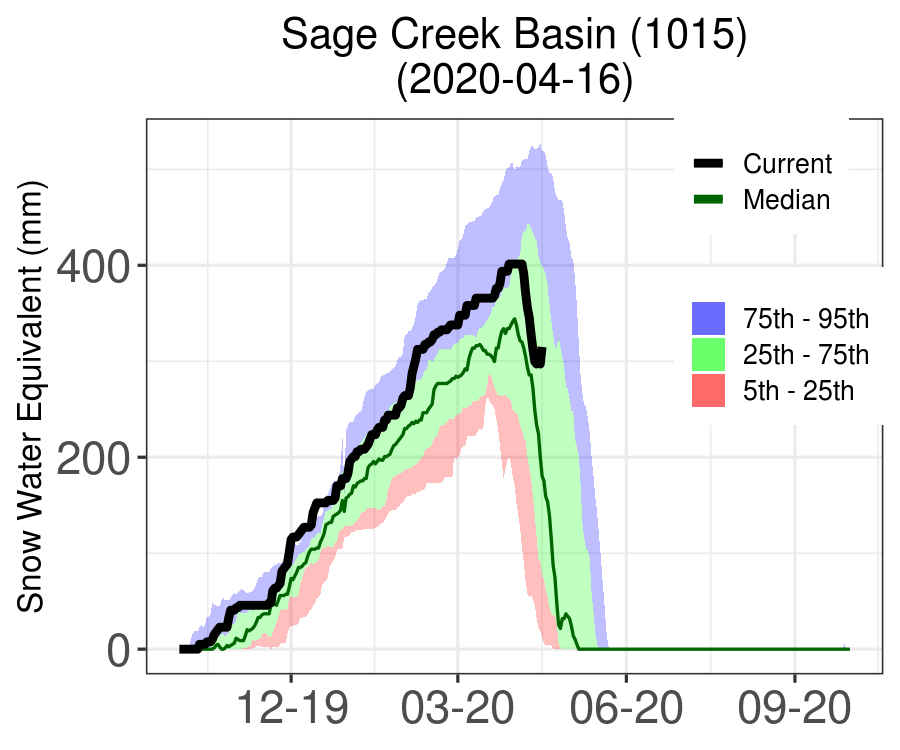 Sage Creek Basin (1015)
(2020-04-16)
Snow Water Equivalent (mm)
400
200
0
12-19
03-20
06-20
09-20
Current
Median
75th - 95th
25th - 75th
5th - 25th